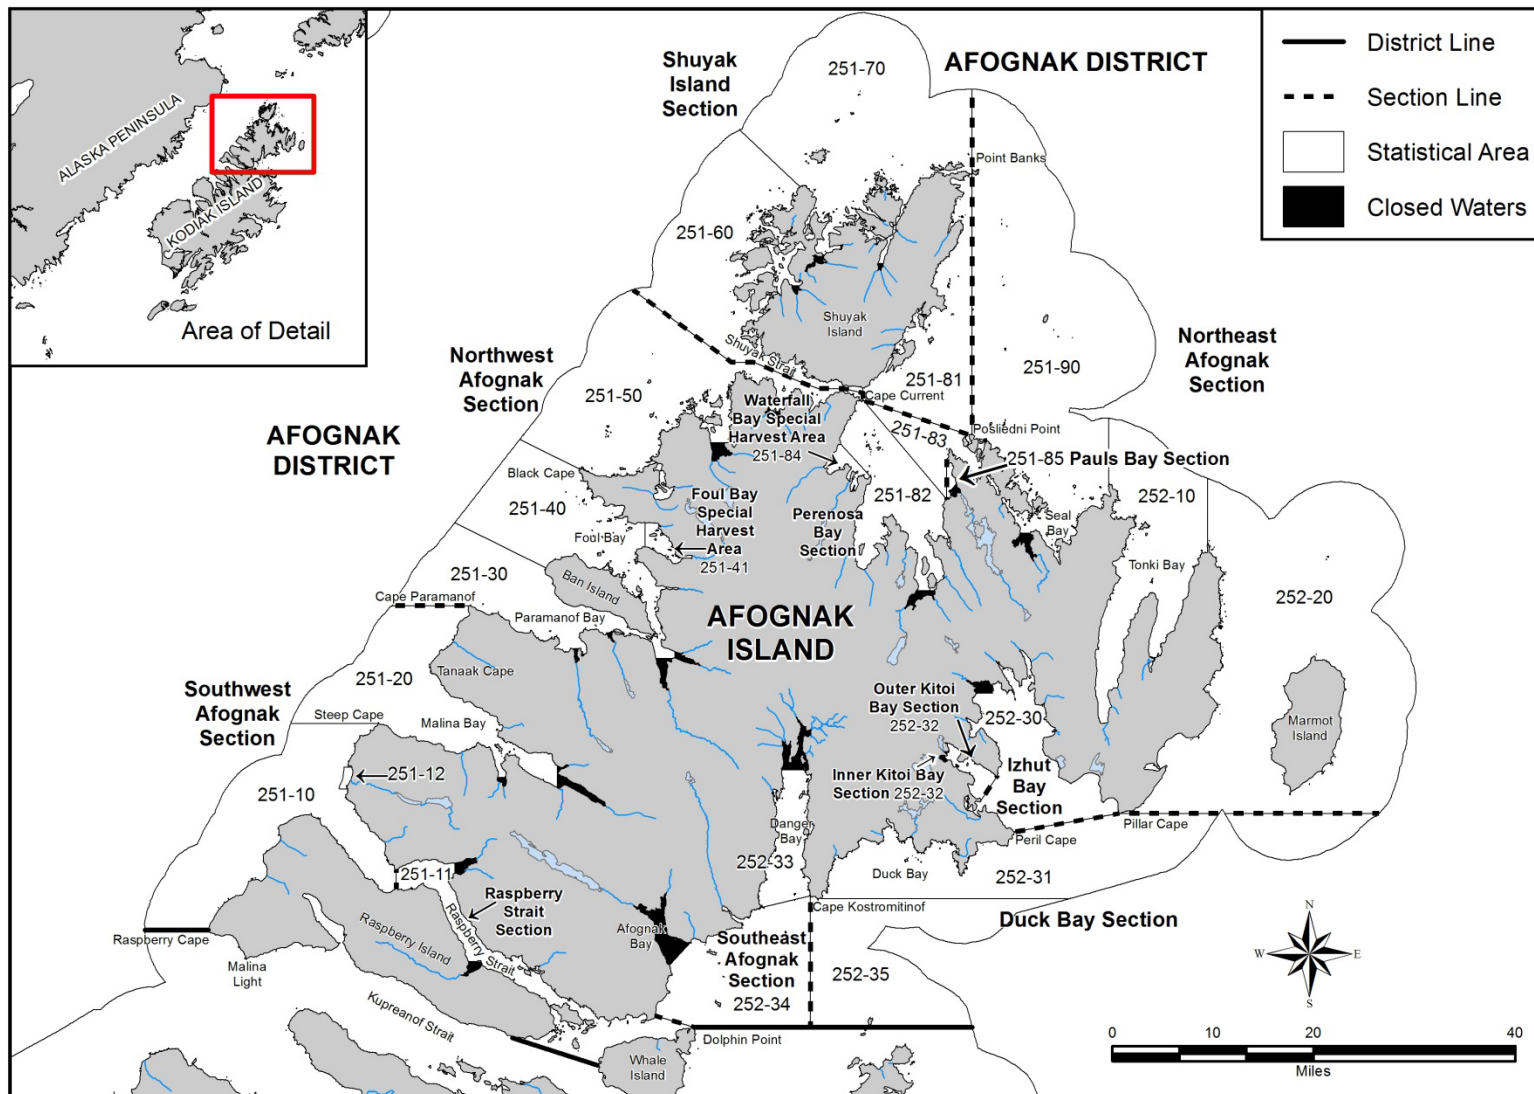 ALASKA PENINSULA
KODIAK ISLAND
Area of Detail
District Line
Section Line
Statistical Area
Closed Waters
AFOGNAK DISTRICT
Shuyak
Island
Section
251-70
Point Banks
251-60
Shuyak
Island
Shuyak Strait
251-81
Cape Current
251-90
Northeast
Afognak
Section
Northwest
Afognak
Section
251-50
Waterfall
Bay Special
Harvest Area
251-84
251-83
Posliedni Point
251-85 Pauls Bay Section
AFOGNAK
DISTRICT
Black Cape
251-40
Foul Bay
Foul Bay
Special
Harvest
Area
251-41
Perenosa
Bay
Section
251-82
Seal
Bay
252-10
Tonki Bay
251-30
Ban Island
Cape Paramanof
Paramanof Bay
AFOGNAK
ISLAND
252-20
Tanaak Cape
251-20
Southwest
Afognak
Section
Steep Cape
Malina Bay
Outer Kitoi
Bay Section
252-32
252-30
Marmot
Island
251-12
251-10
Inner Kitoi Bay
Section 252-32
Izhut
Bay
Section
Pillar Cape
Peril Cape
Danger
Bay
252-33
Duck Bay
252-31
251-11
Raspberry
Strait
Section
Raspberry Strait
Cape Kostromitinof
Duck Bay Section
Raspberry Cape
Raspberry Island
Malina
Light
Afognak
Bay
Southeast
Afognak
Section
252-34
252-35
Kupreanof Strait
Dolphin Point
Whale
Island
N
W
E
S
0 10 20 40
Miles